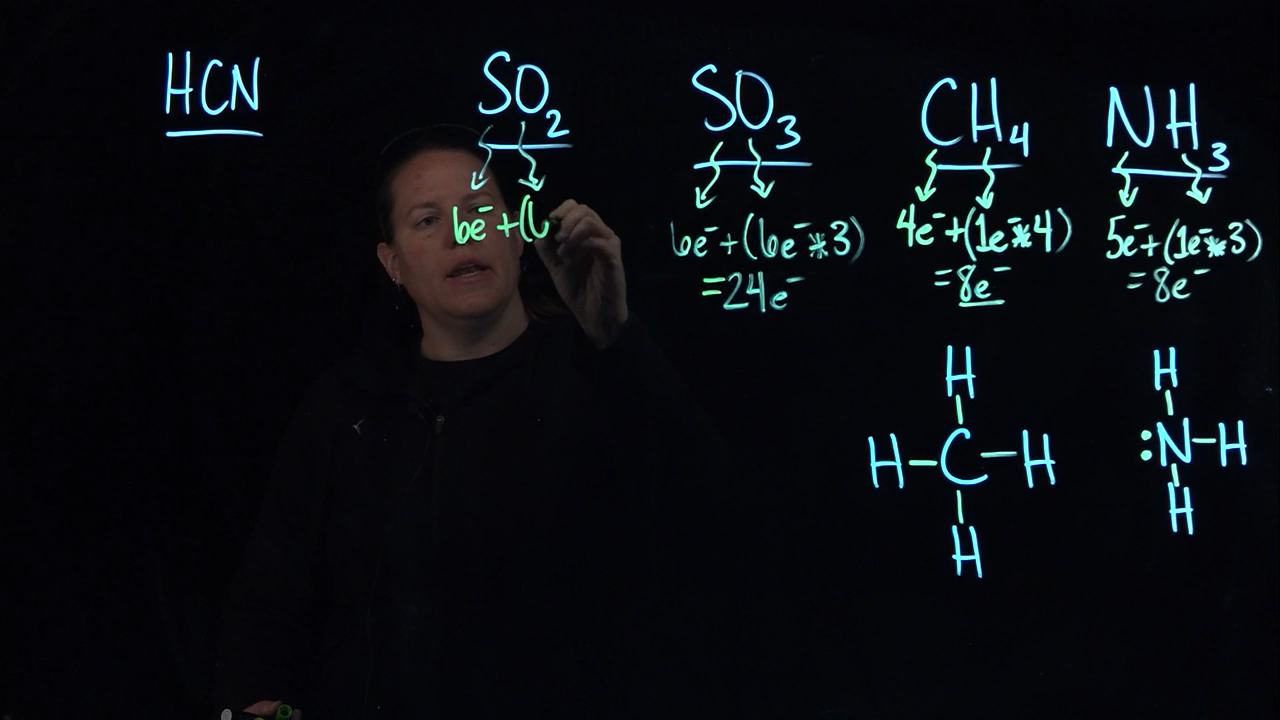 HCN
SO₂
6e⁻+(6
SO₃
6e⁻+(6e⁻*3)
=24e⁻
CH₄
4e⁻+(1e⁻*4)
=8e⁻
H
H-C-H
H
NH₃
5e⁻+(1e⁻*3)
=8e⁻
H
:N-H
H